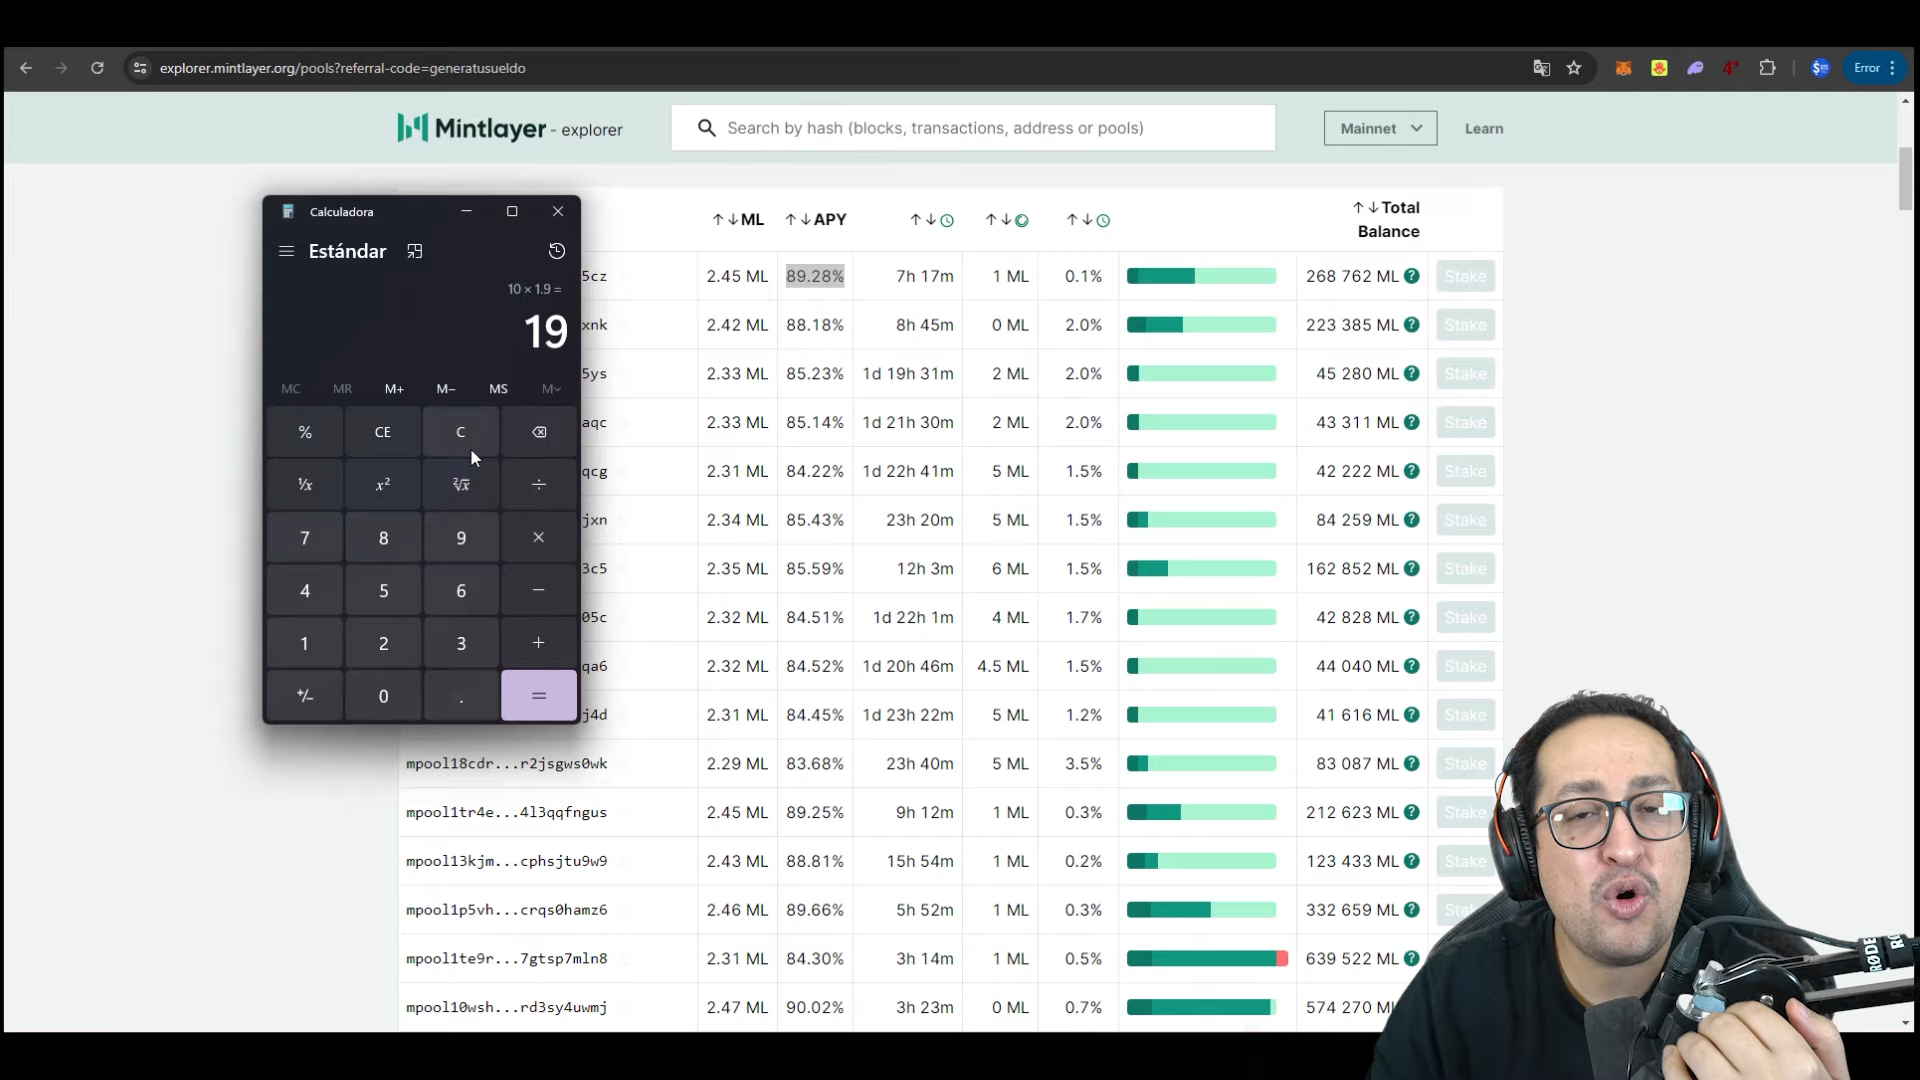 explorer.mintlayer.org/pools?referral-code=generatusueldo
Error
Mintlayer - explorer
Search by hash (blocks, transactions, address or pools)
Mainnet
Learn
Calculadora
Estándar
10 × 1.9 =
19
MC MR M+ M− MS M
% CE C
⅟x x² ²√x ÷
7 8 9 ×
4 5 6 −
1 2 3 +
+/− 0 . =
↑↓ML ↑↓APY ↑↓ ↑↓ ↑↓ ↑↓Total
Balance
5cz 2.45 ML 89.28% 7h 17m 1 ML 0.1% 268 762 ML ? Stake
xnk 2.42 ML 88.18% 8h 45m 0 ML 2.0% 223 385 ML ? Stake
5ys 2.33 ML 85.23% 1d 19h 31m 2 ML 2.0% 45 280 ML ? Stake
aqc 2.33 ML 85.14% 1d 21h 30m 2 ML 2.0% 43 311 ML ? Stake
qcg 2.31 ML 84.22% 1d 22h 41m 5 ML 1.5% 42 222 ML ? Stake
jxn 2.34 ML 85.43% 23h 20m 5 ML 1.5% 84 259 ML ? Stake
3c5 2.35 ML 85.59% 12h 3m 6 ML 1.5% 162 852 ML ? Stake
05c 2.32 ML 84.51% 1d 22h 1m 4 ML 1.7% 42 828 ML ? Stake
qa6 2.32 ML 84.52% 1d 20h 46m 4.5 ML 1.5% 44 040 ML ? Stake
j4d 2.31 ML 84.45% 1d 23h 22m 5 ML 1.2% 41 616 ML ? Stake
mpool18cdr...r2jsgws0wk 2.29 ML 83.68% 23h 40m 5 ML 3.5% 83 087 ML ? Stake
mpool1tr4e...4l3qqfngus 2.45 ML 89.25% 9h 12m 1 ML 0.3% 212 623 ML ? Stake
mpool13kjm...cphsjtu9w9 2.43 ML 88.81% 15h 54m 1 ML 0.2% 123 433 ML ? Stake
mpool1p5vh...crqs0hamz6 2.46 ML 89.66% 5h 52m 1 ML 0.3% 332 659 ML ?
mpool1te9r...7gtsp7mln8 2.31 ML 84.30% 3h 14m 1 ML 0.5% 639 522 ML ?
mpool10wsh...rd3sy4uwmj 2.47 ML 90.02% 3h 23m 0 ML 0.7% 574 270
RØDE